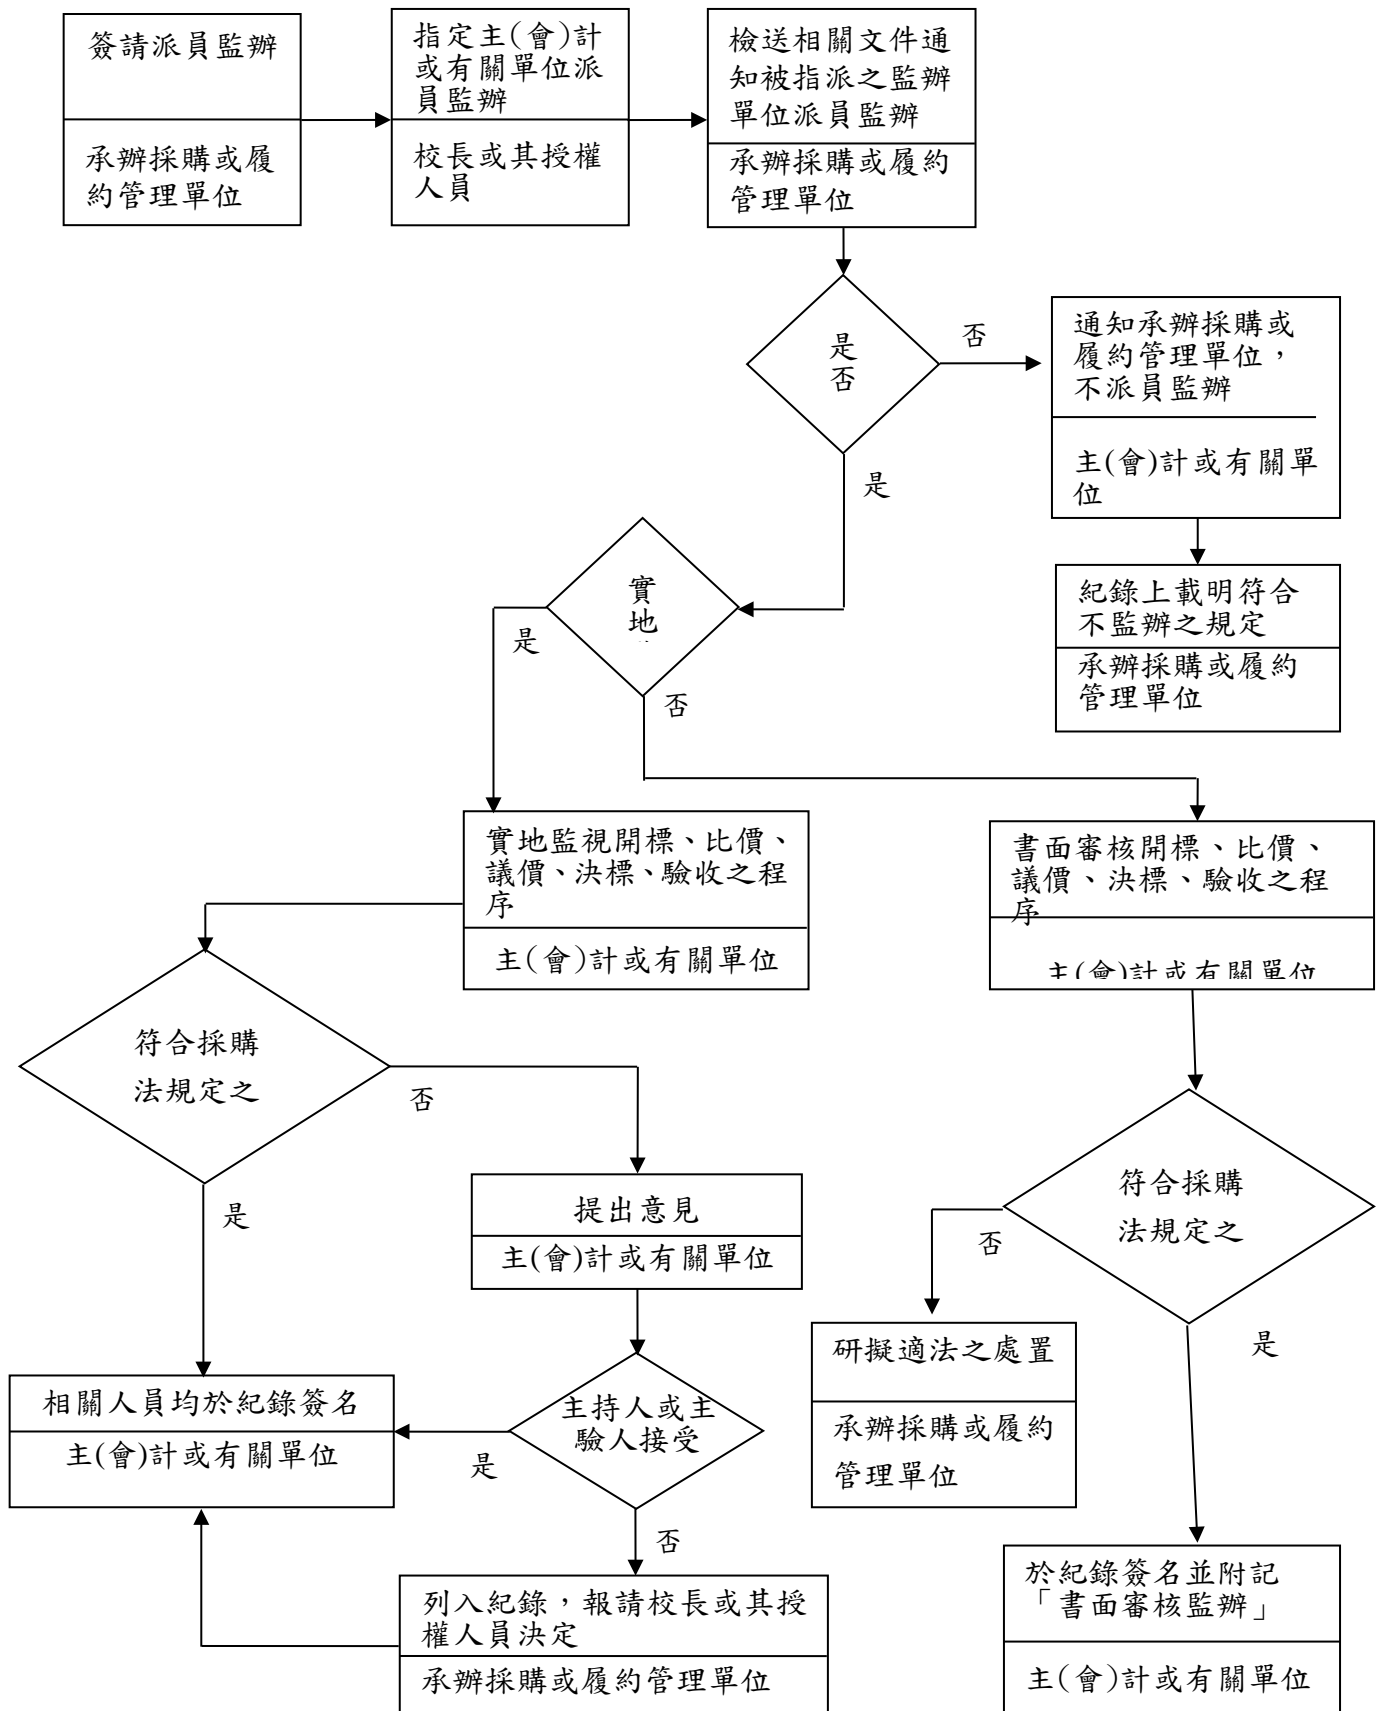 簽請派員監辦
承辦採購或履
約管理單位
指定主(會)計
或有關單位派
員監辦
校長或其授權
人員
檢送相關文件通
知被指派之監辦
單位派員監辦
承辦採購或履約
管理單位
是
否
否
是
通知承辦採購或
履約管理單位，
不派員監辦
主(會)計或有關單
位
紀錄上載明符合
不監辦之規定
承辦採購或履約
管理單位
實
地
是
否
實地監視開標、比價、
議價、決標、驗收之程
序
主(會)計或有關單位
書面審核開標、比價、
議價、決標、驗收之程
序
主(會)計或有關單位
符合採購
法規定之
否
是
提出意見
主(會)計或有關單位
符合採購
法規定之
否
是
研擬適法之處置
承辦採購或履約
管理單位
相關人員均於紀錄簽名
主(會)計或有關單位
主持人或主
驗人接受
是
否
列入紀錄，報請校長或其授
權人員決定
承辦採購或履約管理單位
於紀錄簽名並附記
「書面審核監辦」
主(會)計或有關單位